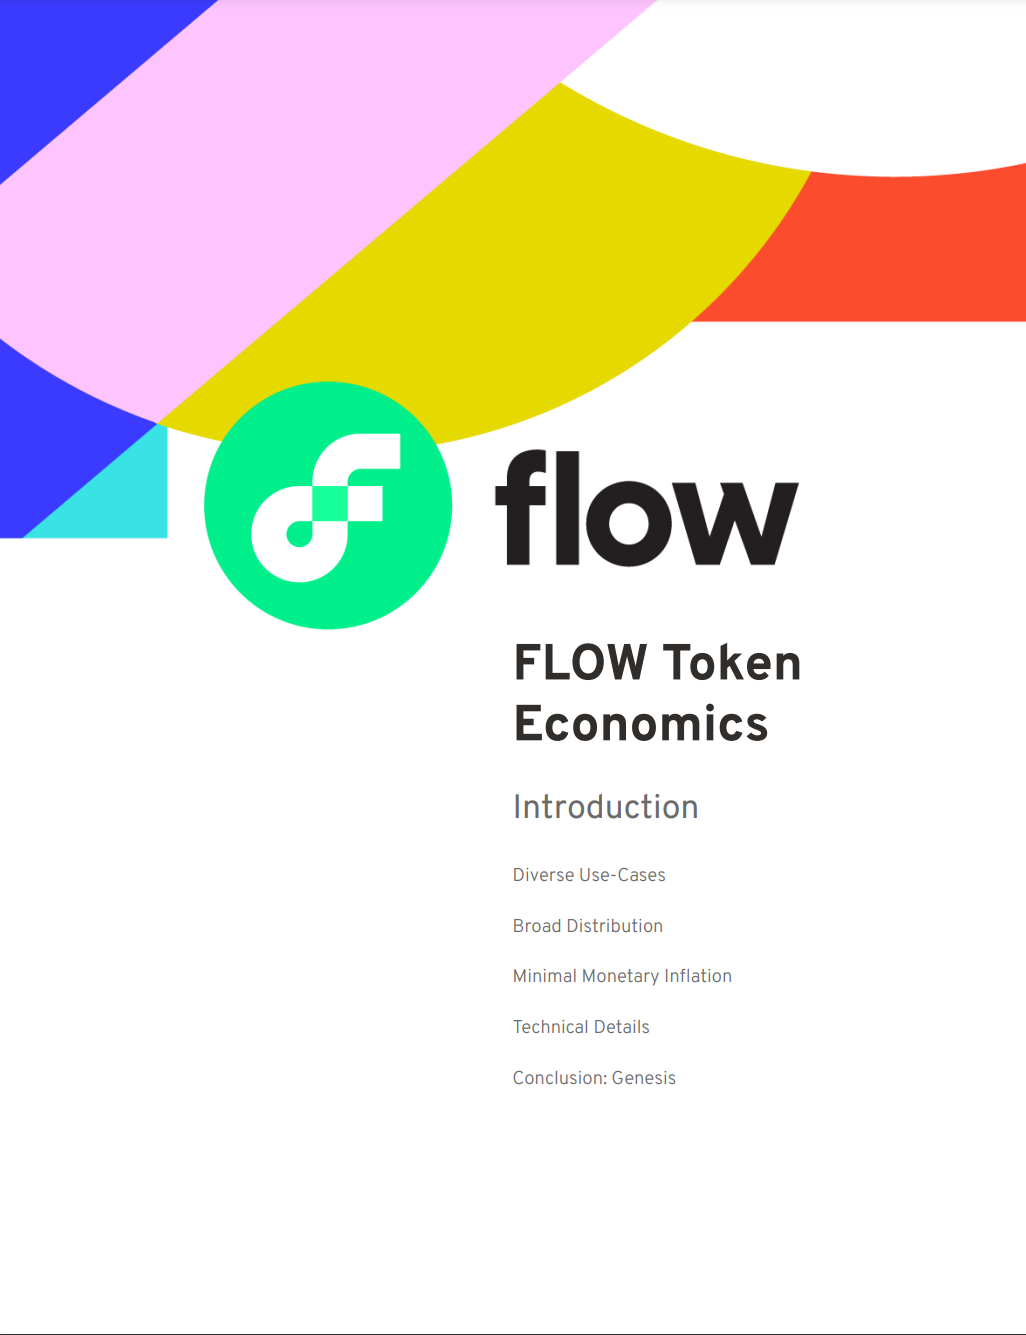 flow
FLOW Token
Economics
Introduction
Diverse Use-Cases
Broad Distribution
Minimal Monetary Inflation
Technical Details
Conclusion: Genesis